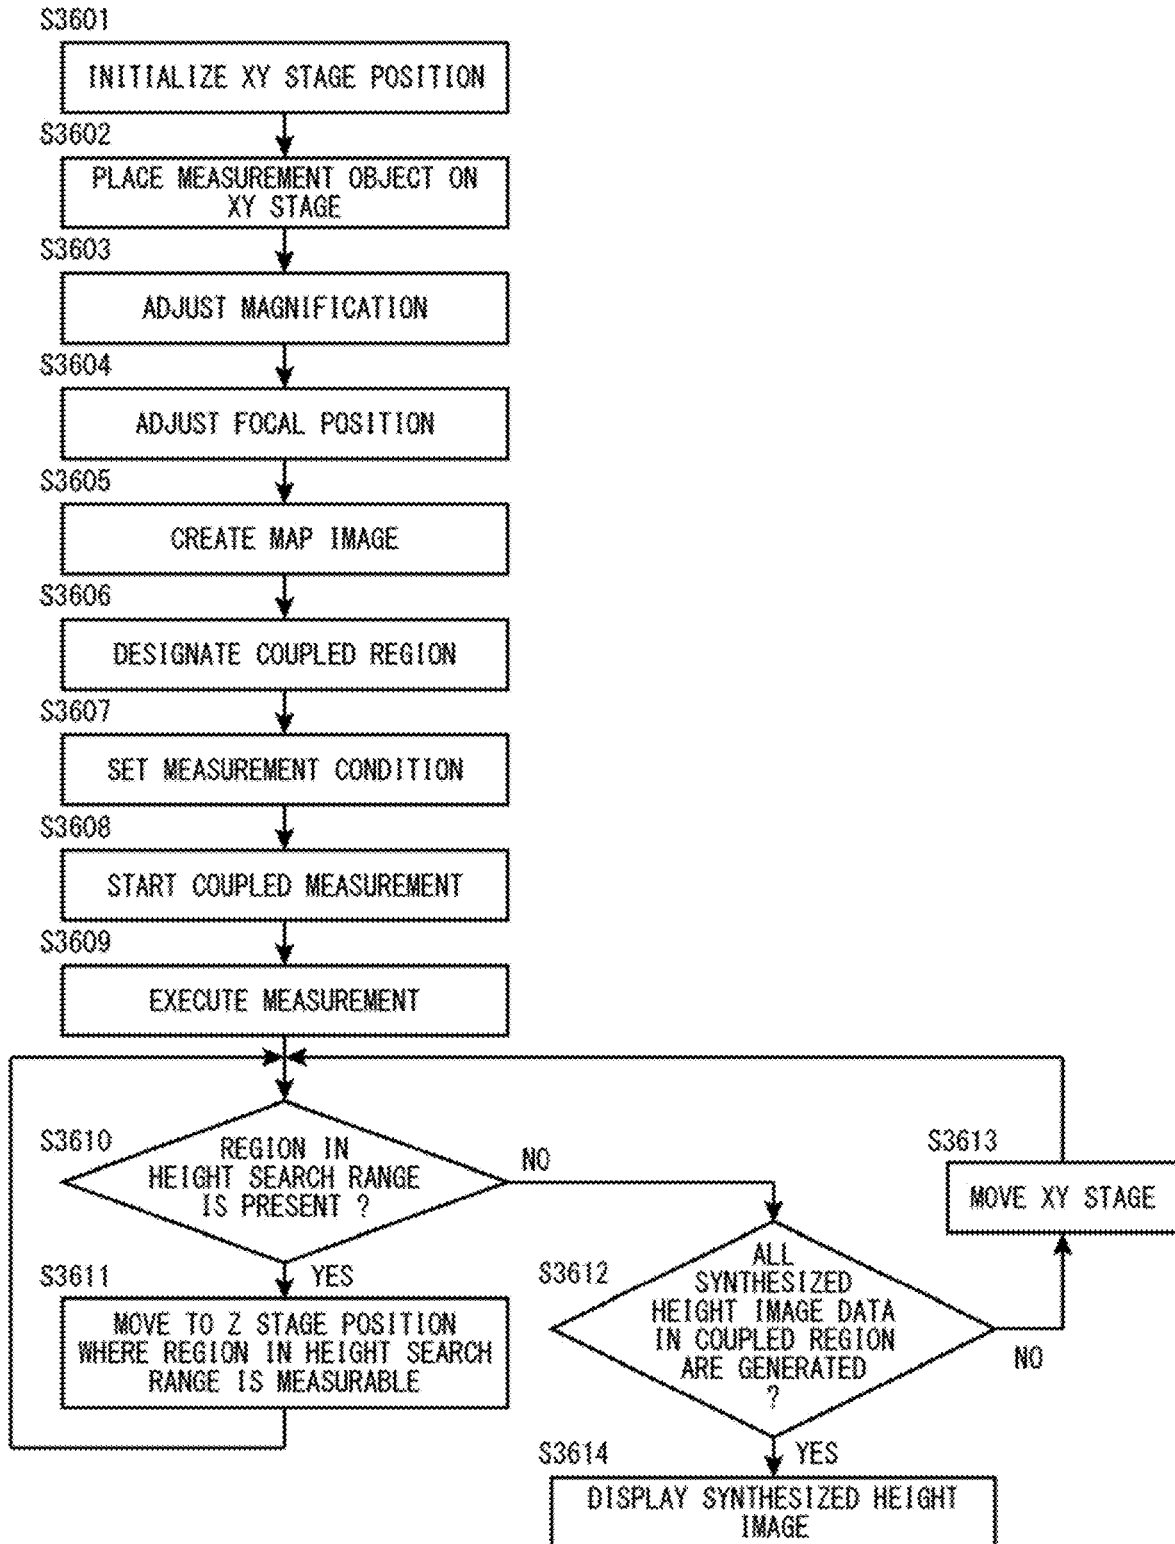 S3601
INITIALIZE XY STAGE POSITION
S3602
PLACE MEASUREMENT OBJECT ON
XY STAGE
S3603
ADJUST MAGNIFICATION
S3604
ADJUST FOCAL POSITION
S3605
CREATE MAP IMAGE
S3606
DESIGNATE COUPLED REGION
S3607
SET MEASUREMENT CONDITION
S3608
START COUPLED MEASUREMENT
S3609
EXECUTE MEASUREMENT
S3610
REGION IN
HEIGHT SEARCH RANGE
IS PRESENT ?
NO
YES
S3611
MOVE TO Z STAGE POSITION
WHERE REGION IN HEIGHT SEARCH
RANGE IS MEASURABLE
S3612
ALL
SYNTHESIZED
HEIGHT IMAGE DATA
IN COUPLED REGION
ARE GENERATED
?
NO
YES
S3613
MOVE XY STAGE
S3614
DISPLAY SYNTHESIZED HEIGHT
IMAGE